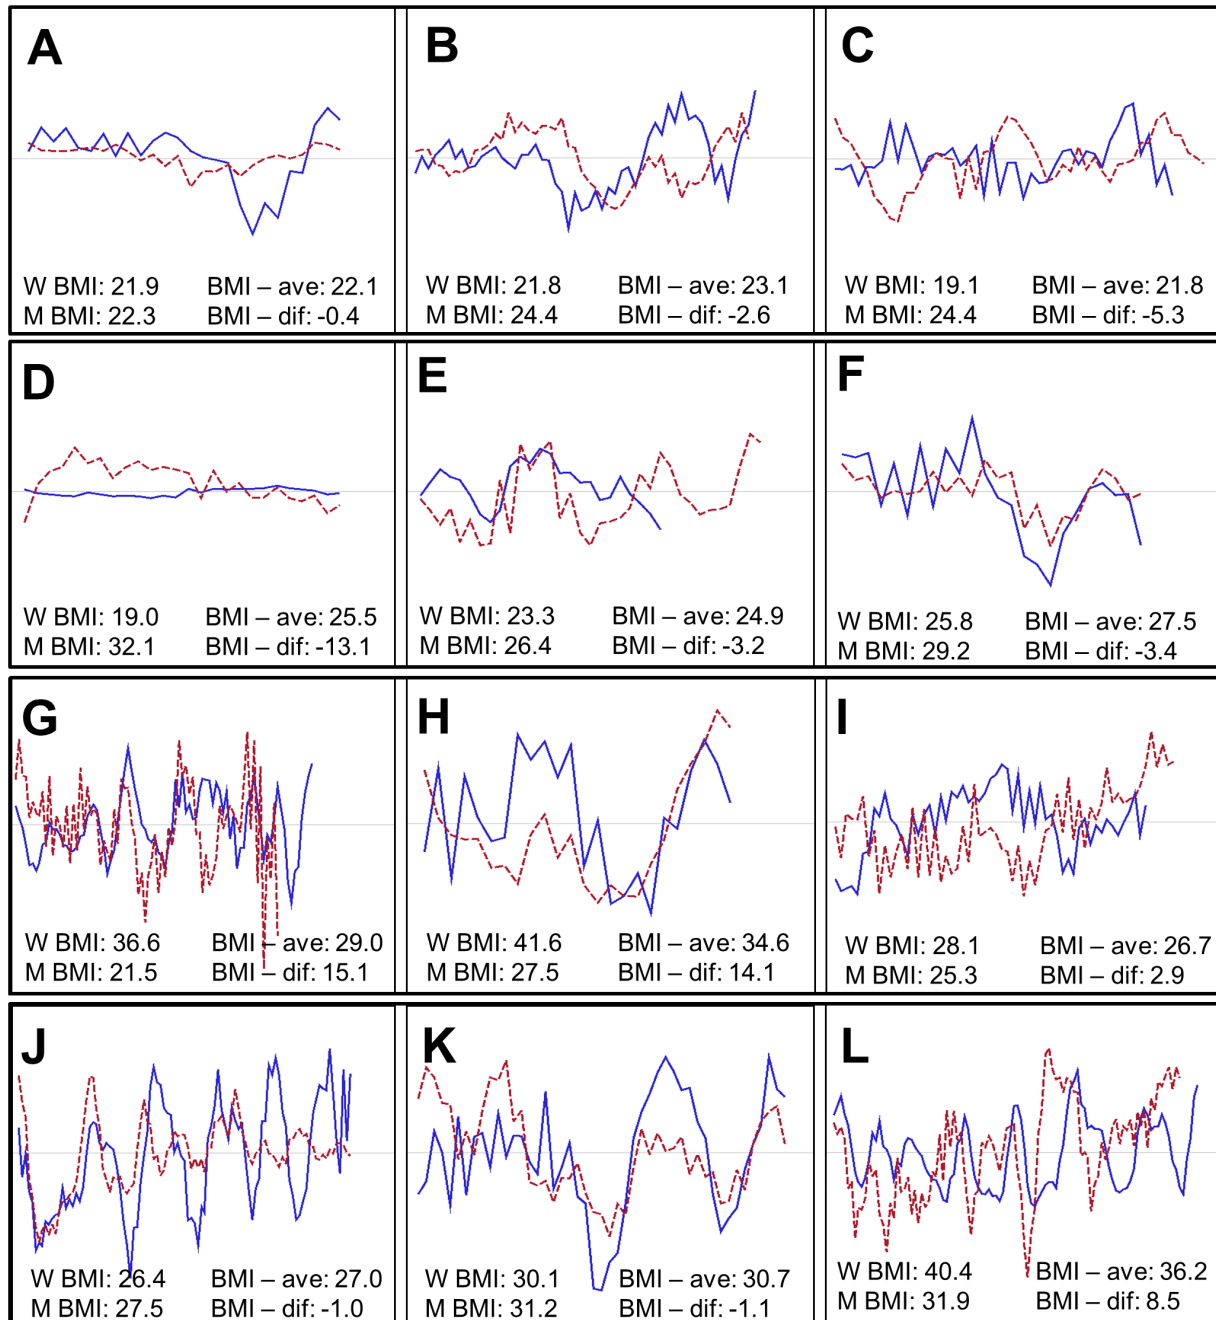 A
W BMI: 21.9 BMI – ave: 22.1
M BMI: 22.3 BMI – dif: -0.4
B
W BMI: 21.8 BMI – ave: 23.1
M BMI: 24.4 BMI – dif: -2.6
C
W BMI: 19.1 BMI – ave: 21.8
M BMI: 24.4 BMI – dif: -5.3
D
W BMI: 19.0 BMI – ave: 25.5
M BMI: 32.1 BMI – dif: -13.1
E
W BMI: 23.3 BMI – ave: 24.9
M BMI: 26.4 BMI – dif: -3.2
F
W BMI: 25.8 BMI – ave: 27.5
M BMI: 29.2 BMI – dif: -3.4
G
W BMI: 36.6 BMI – ave: 29.0
M BMI: 21.5 BMI – dif: 15.1
H
W BMI: 41.6 BMI – ave: 34.6
M BMI: 27.5 BMI – dif: 14.1
I
W BMI: 28.1 BMI – ave: 26.7
M BMI: 25.3 BMI – dif: 2.9
J
W BMI: 26.4 BMI – ave: 27.0
M BMI: 27.5 BMI – dif: -1.0
K
W BMI: 30.1 BMI – ave: 30.7
M BMI: 31.2 BMI – dif: -1.1
L
W BMI: 40.4 BMI – ave: 36.2
M BMI: 31.9 BMI – dif: 8.5